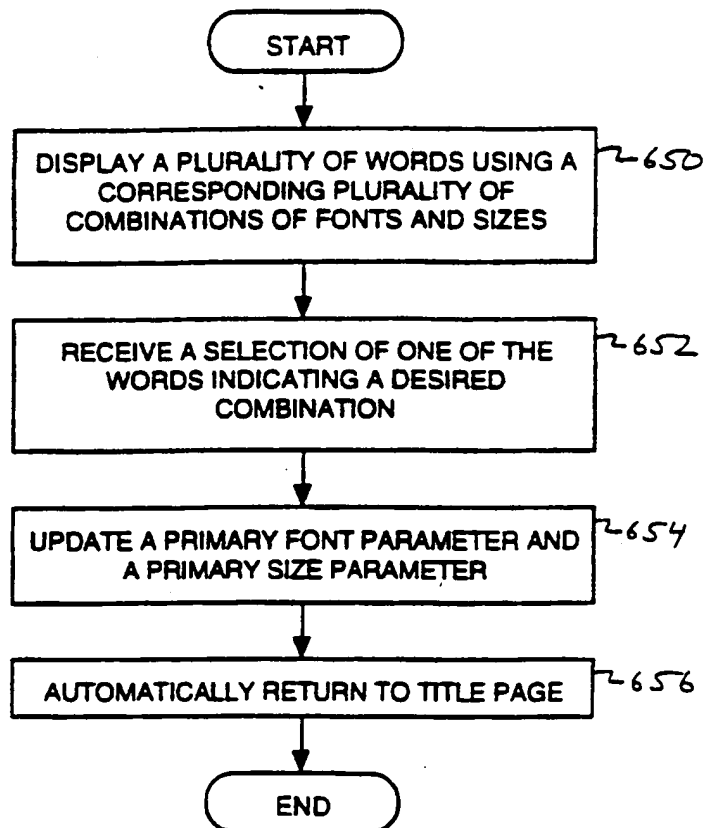 START
DISPLAY A PLURALITY OF WORDS USING A
CORRESPONDING PLURALITY OF
COMBINATIONS OF FONTS AND SIZES
650
RECEIVE A SELECTION OF ONE OF THE
WORDS INDICATING A DESIRED
COMBINATION
652
UPDATE A PRIMARY FONT PARAMETER AND
A PRIMARY SIZE PARAMETER
654
AUTOMATICALLY RETURN TO TITLE PAGE
656
END